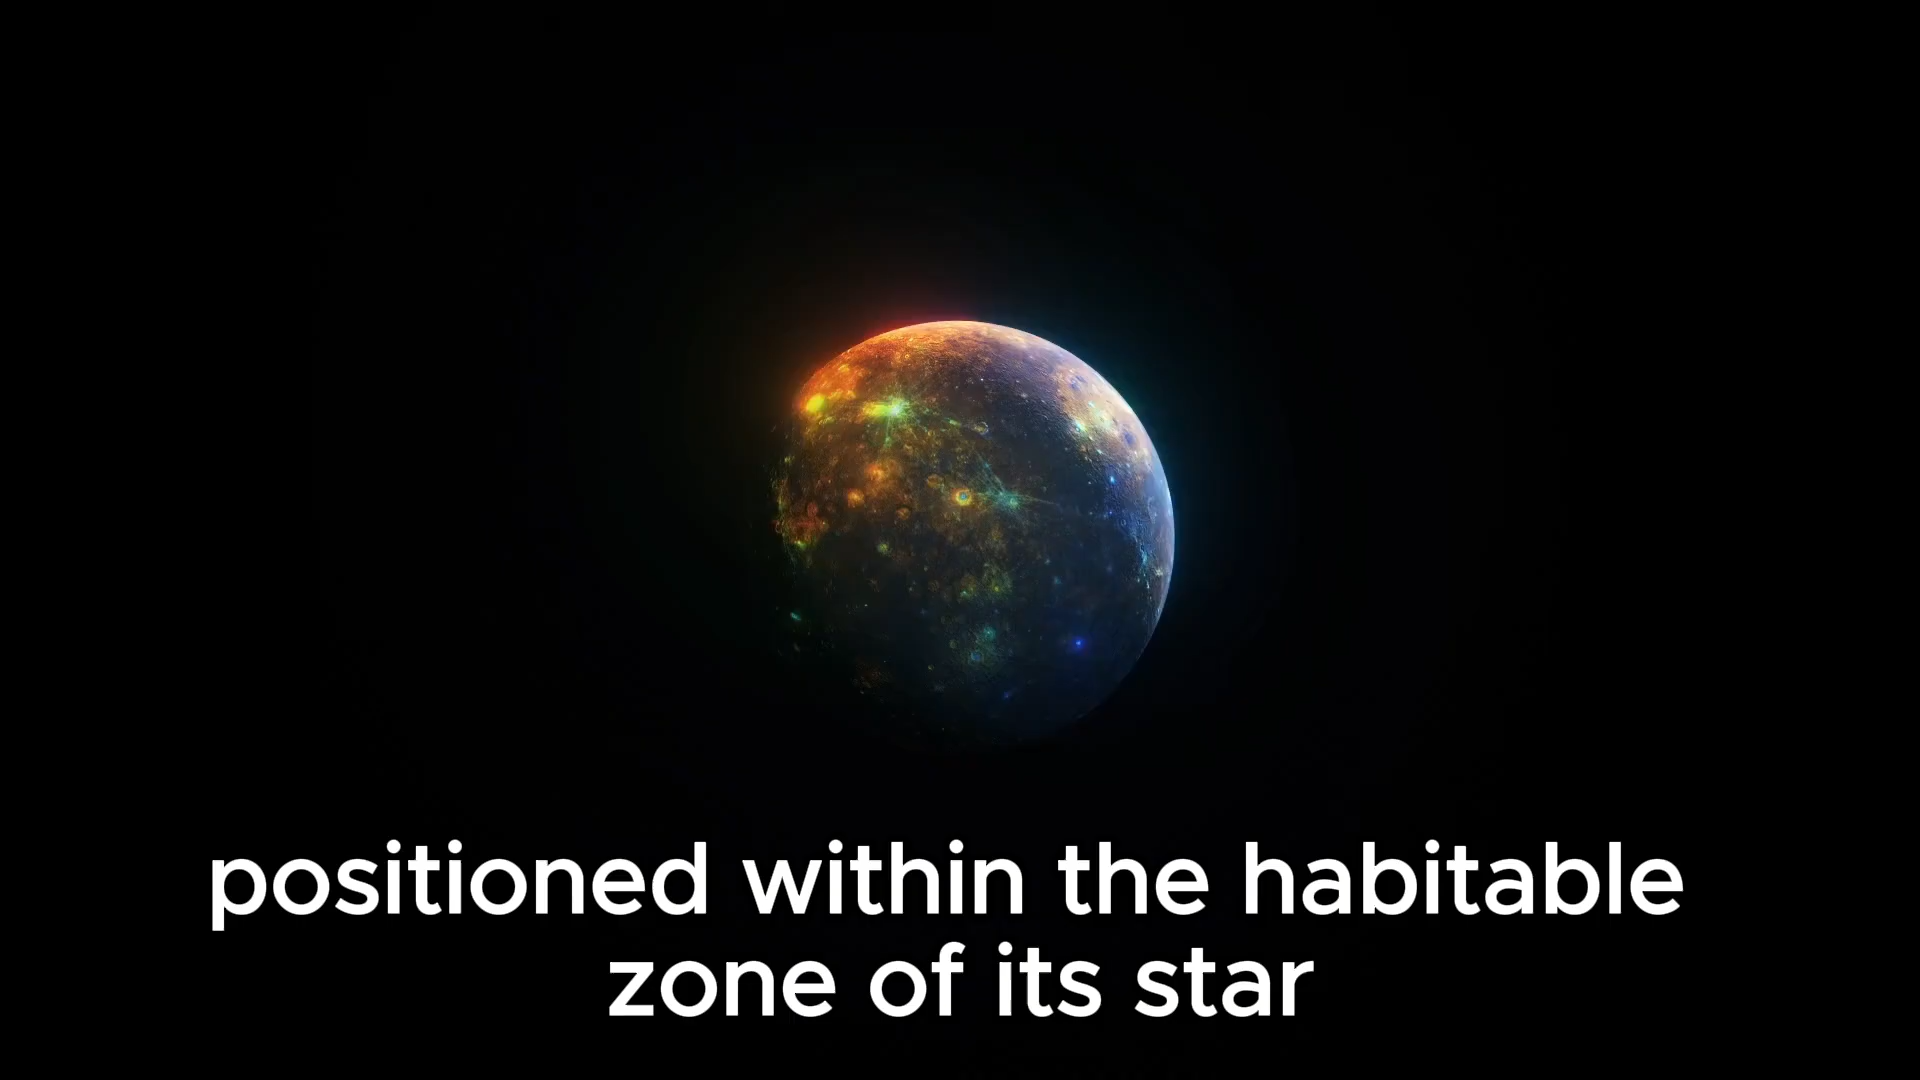 positioned within the habitable
zone of its star